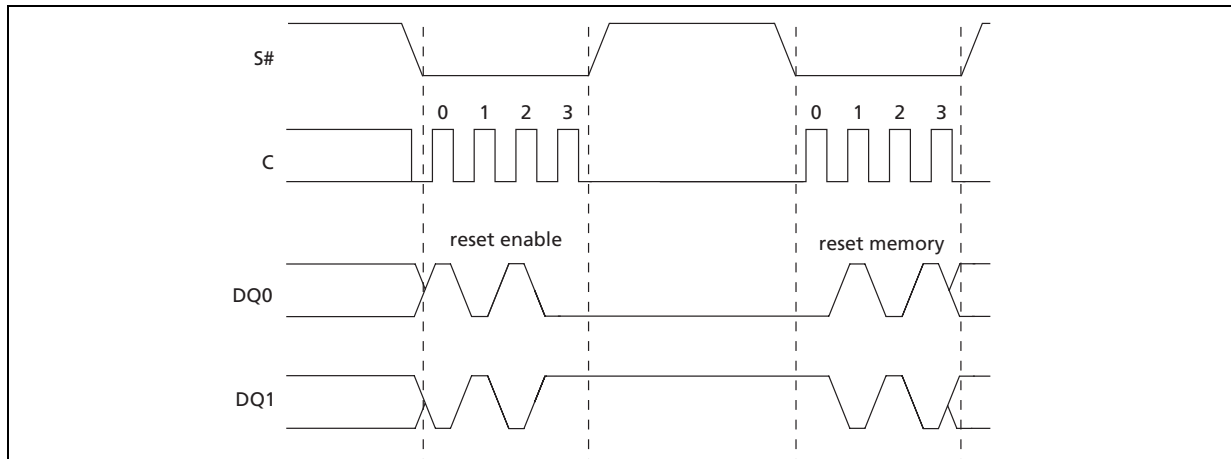 S#
0 1 2 3 0 1 2 3
C
reset enable reset memory
DQ0
DQ1